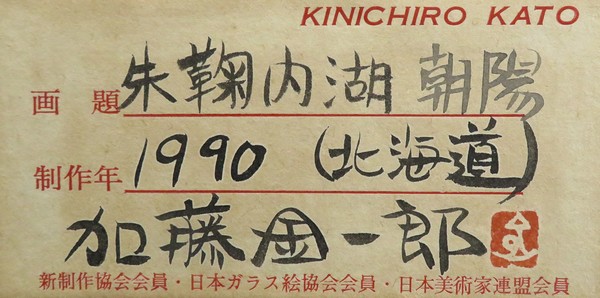 KINICHIRO KATO
画 題 朱鞠内湖 朝陽
制作年 1990 (北海道)
加藤金一郎
新制作協会会員・日本ガラス絵協会会員・日本美術家連盟会員